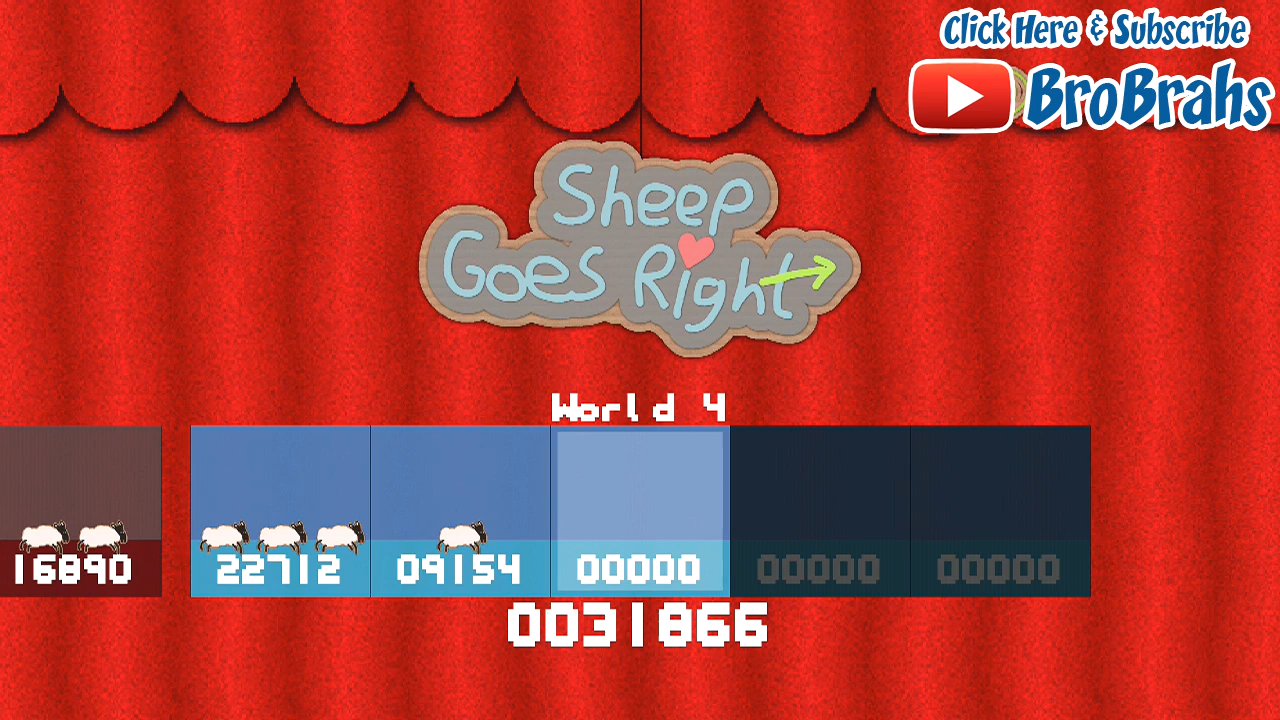 Click Here & Subscribe
BroBrahs
Sheep
Goes Right
World 4
16890 22712 09154 00000 00000 00000
0031866